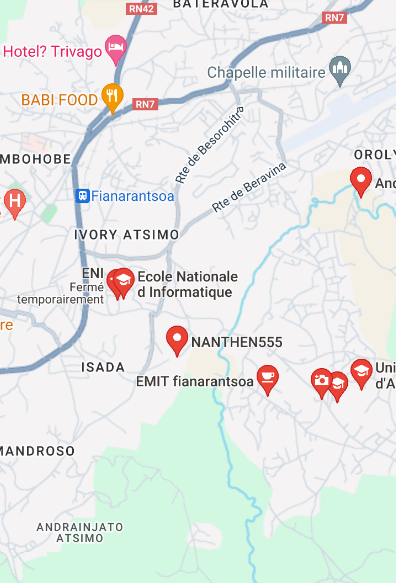 BATERAVOLA
RN42
RN7
Hotel? Trivago
Chapelle militaire
BABI FOOD
RN7
Rte de Besorohitra
MBOHOBE
OROLY
Rte de Beravina
And
H
Fianarantsoa
IVORY ATSIMO
ENI
Fermé
temporairement
Ecole Nationale
d Informatique
re
NANTHEN555
ISADA
EMIT fianarantsoa
Uni
d'A
MANDROSO
ANDRAINJATO
ATSIMO